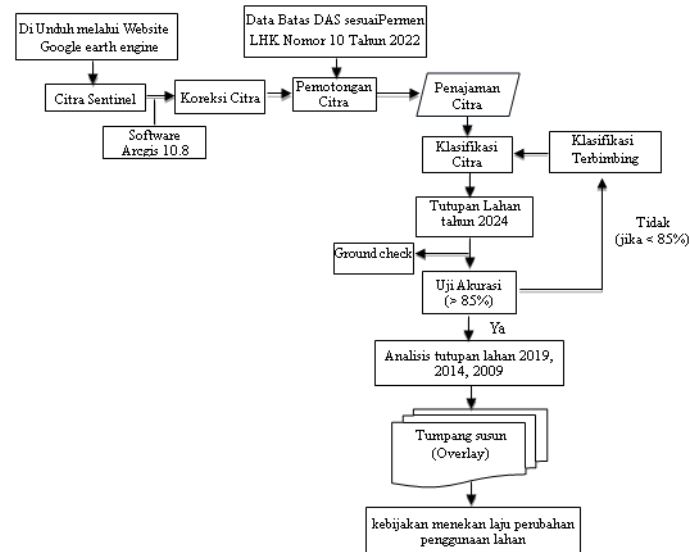 Di Unduh melalui Website
Google earth engine
Data Batas DAS sesuaiPermen
LHK Nomor 10 Tahun 2022
Citra Sentinel
Koreksi Citra
Pemotongan
Citra
Penajaman
Citra
Software
Arcgis 10.8
Klasifikasi
Citra
Klasifikasi
Terbimbing
Tutupan Lahan
tahun 2024
Tidak
(jika < 85%)
Ground check
Uji Akurasi
(> 85%)
Ya
Analisis tutupan lahan 2019,
2014, 2009
Tumpang susun
(Overlay)
kebijakan menekan laju perubahan
penggunaan lahan